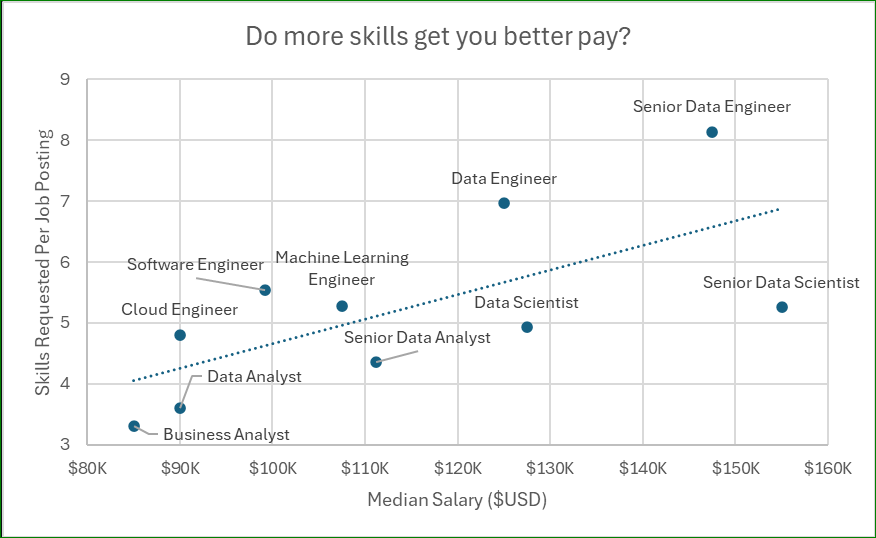 Do more skills get you better pay?
Skills Requested Per Job Posting
9
8
7
6
5
4
3
Senior Data Engineer
Data Engineer
Software Engineer
Machine Learning
Engineer
Senior Data Scientist
Cloud Engineer
Data Scientist
Senior Data Analyst
Data Analyst
Business Analyst
$80K
$90K
$100K
$110K
$120K
$130K
$140K
$150K
$160K
Median Salary ($USD)